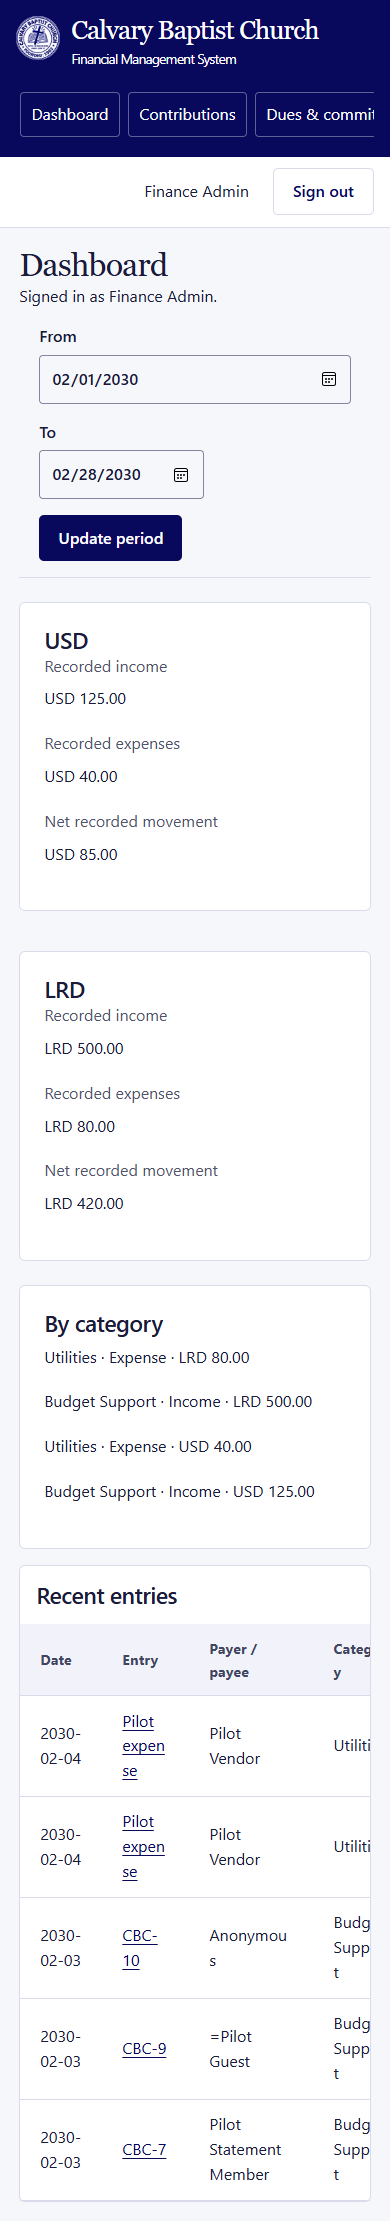 Calvary Baptist Church
Financial Management System
Dashboard
Contributions
Dues & commit
Finance Admin
Sign out
Dashboard
Signed in as Finance Admin.
From
02/01/2030
To
02/28/2030
Update period
USD
Recorded income
USD 125.00
Recorded expenses
USD 40.00
Net recorded movement
USD 85.00
LRD
Recorded income
LRD 500.00
Recorded expenses
LRD 80.00
Net recorded movement
LRD 420.00
By category
Utilities · Expense · LRD 80.00
Budget Support · Income · LRD 500.00
Utilities · Expense · USD 40.00
Budget Support · Income · USD 125.00
Recent entries
Date Entry Payer / payee Categ y
2030-02-04 Pilot expen se Pilot Vendor Utiliti
2030-02-04 Pilot expen se Pilot Vendor Utiliti
2030-02-03 CBC-10 Anonymou s Budg Supp t
2030-02-03 CBC-9 =Pilot Guest Budg Supp t
2030-02-03 CBC-7 Pilot Statement Member Budg Supp t